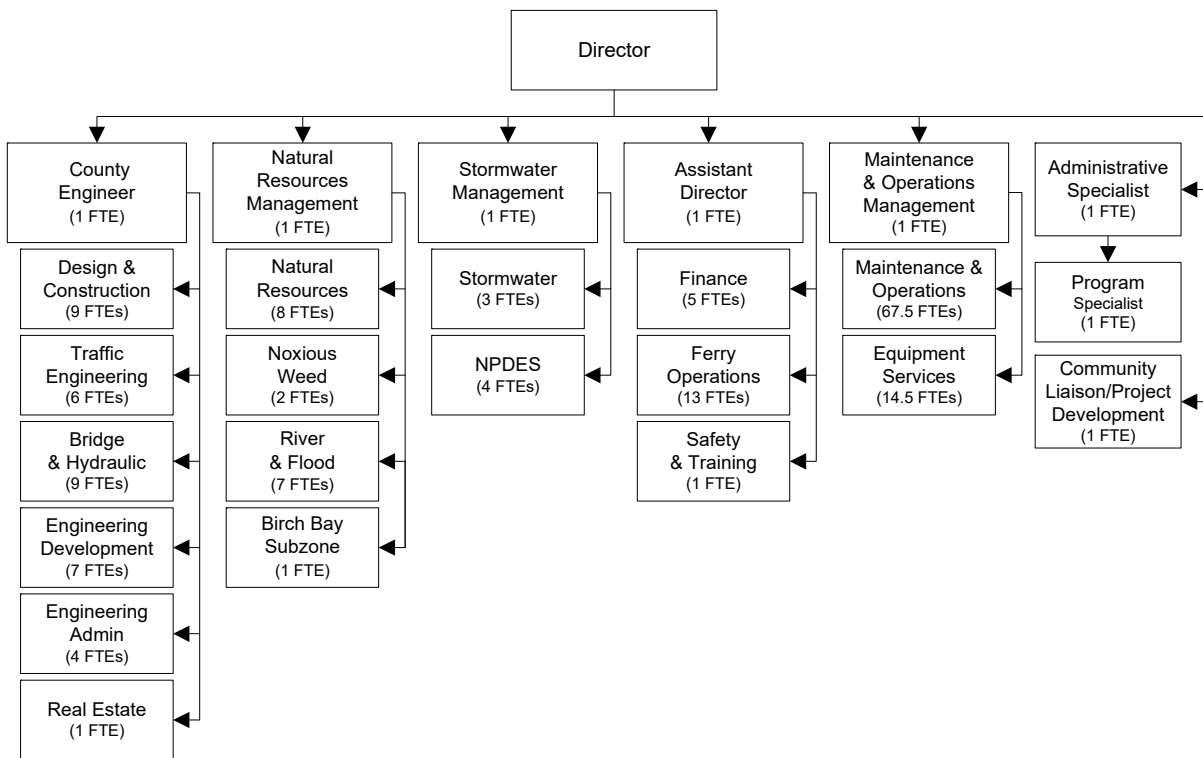 Director
County
Engineer
(1 FTE)
Design &
Construction
(9 FTEs)
Traffic
Engineering
(6 FTEs)
Bridge
& Hydraulic
(9 FTEs)
Engineering
Development
(7 FTEs)
Engineering
Admin
(4 FTEs)
Real Estate
(1 FTE)
Natural
Resources
Management
(1 FTE)
Natural
Resources
(8 FTEs)
Noxious
Weed
(2 FTEs)
River
& Flood
(7 FTEs)
Birch Bay
Subzone
(1 FTE)
Stormwater
Management
(1 FTE)
Stormwater
(3 FTEs)
NPDES
(4 FTEs)
Assistant
Director
(1 FTE)
Finance
(5 FTEs)
Ferry
Operations
(13 FTEs)
Safety
& Training
(1 FTE)
Maintenance
& Operations
Management
(1 FTE)
Maintenance &
Operations
(67.5 FTEs)
Equipment
Services
(14.5 FTEs)
Administrative
Specialist
(1 FTE)
Program
Specialist
(1 FTE)
Community
Liaison/Project
Development
(1 FTE)